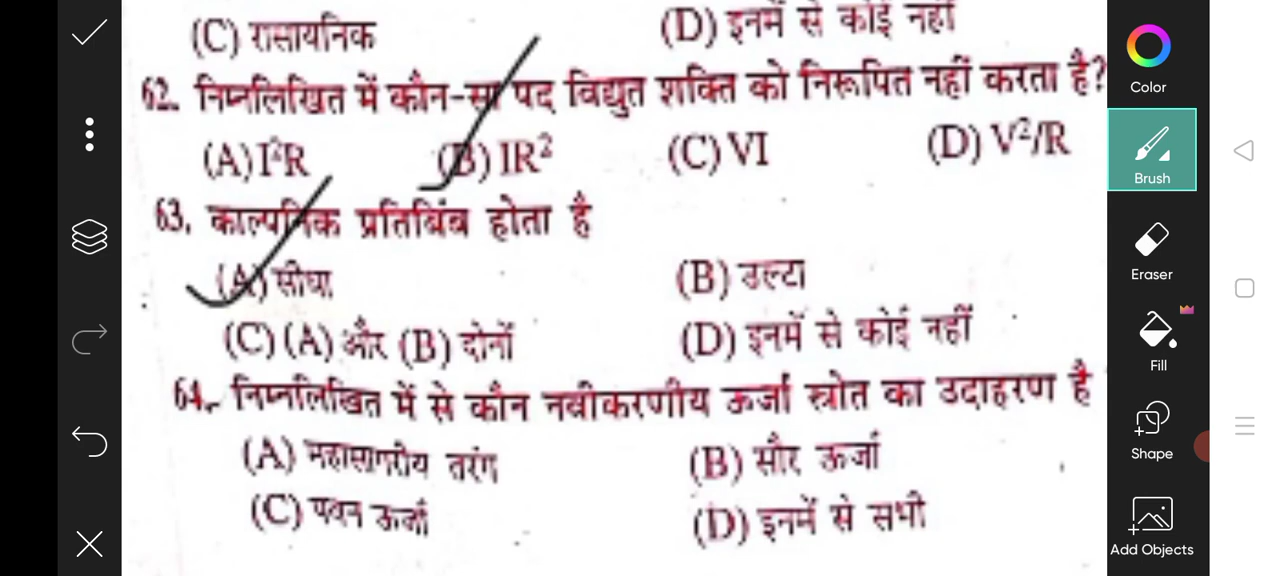 (C) रासायनिक (D) इनमें से कोई नहीं
62. निम्नलिखित में कौन-सा पद विद्युत शक्ति को निरूपित नहीं करता है?
(A) I²R (B) IR² (C) VI (D) V²/R
63. काल्पनिक प्रतिबिंब होता है
(A) सीधा (B) उल्टा
(C) (A) और (B) दोनों (D) इनमें से कोई नहीं
64. निम्नलिखित में से कौन नवीकरणीय ऊर्जा स्त्रोत का उदाहरण है
(A) महासागरीय तरंग (B) सौर ऊर्जा
(C) पवन ऊर्जा (D) इनमें से सभी
Color
Brush
Eraser
Fill
Shape
Add Objects